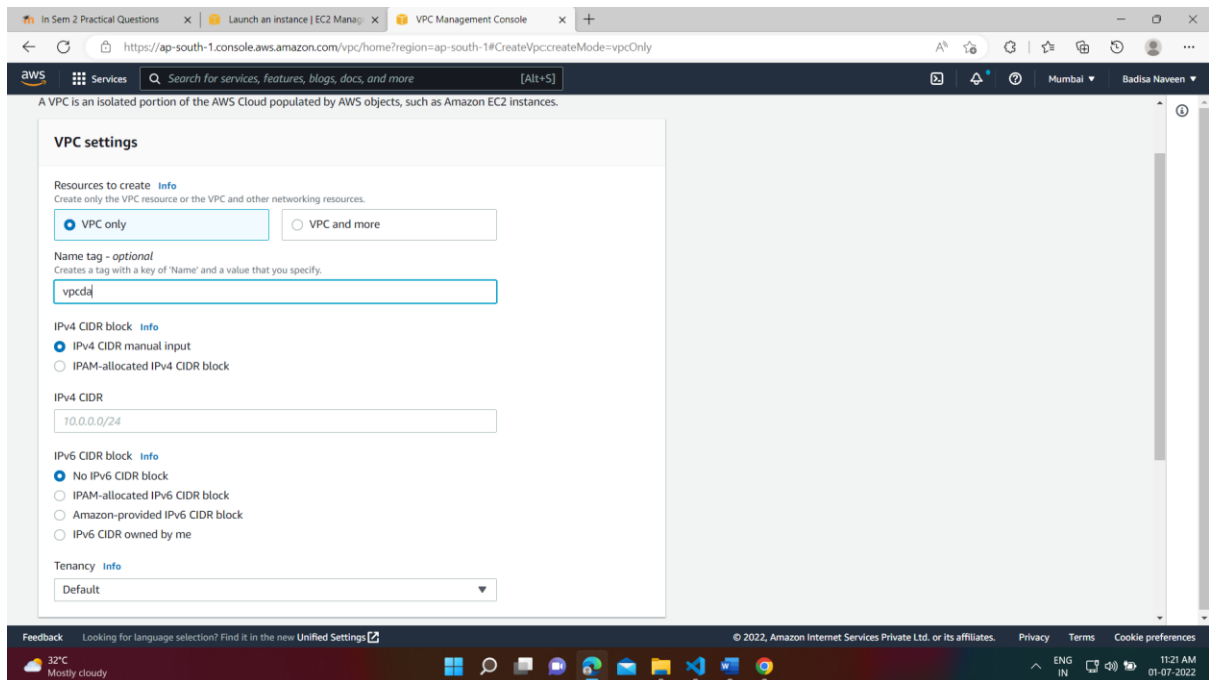 In Sem 2 Practical Questions
Launch an instance | EC2 Manag
VPC Management Console
https://ap-south-1.console.aws.amazon.com/vpc/home?region=ap-south-1#CreateVpc:createMode=vpcOnly
aws
Services
Search for services, features, blogs, docs, and more
[Alt+S]
Mumbai
Badisa Naveen
A VPC is an isolated portion of the AWS Cloud populated by AWS objects, such as Amazon EC2 instances.
VPC settings
Resources to create Info
Create only the VPC resource or the VPC and other networking resources.
VPC only
VPC and more
Name tag - optional
Creates a tag with a key of 'Name' and a value that you specify.
vpcda
IPv4 CIDR block Info
IPv4 CIDR manual input
IPAM-allocated IPv4 CIDR block
IPv4 CIDR
10.0.0.0/24
IPv6 CIDR block Info
No IPv6 CIDR block
IPAM-allocated IPv6 CIDR block
Amazon-provided IPv6 CIDR block
IPv6 CIDR owned by me
Tenancy Info
Default
Feedback
Looking for language selection? Find it in the new Unified Settings
© 2022, Amazon Internet Services Private Ltd. or its affiliates.
Privacy
Terms
Cookie preferences
32°C
Mostly cloudy
ENG
IN
11:21 AM
01-07-2022